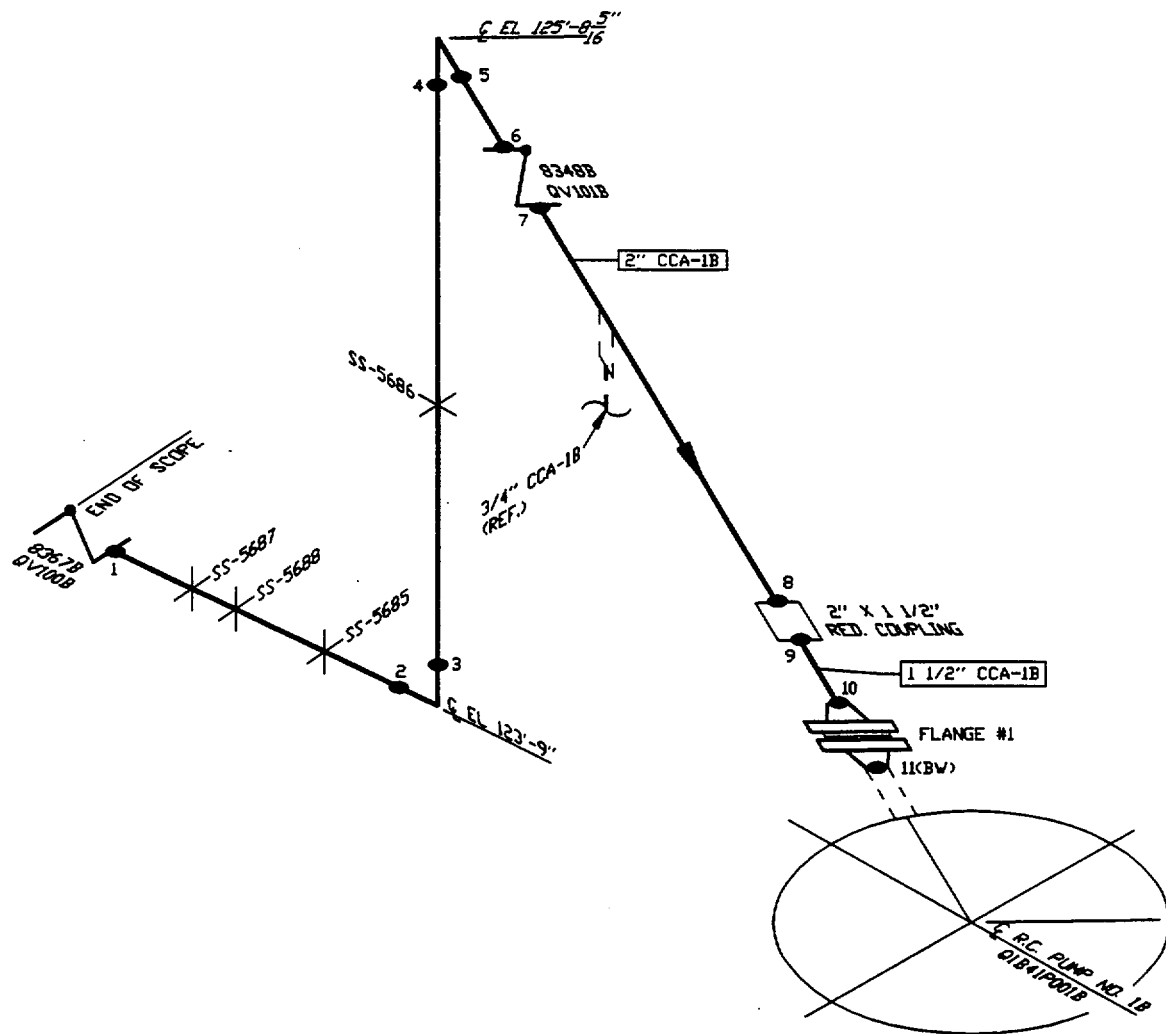 ℄ EL 125'-8 5/16"
4
5
6
8348B
QV101B
7
2" CCA-1B
SS-5686
3/4" CCA-1B
(REF.)
END OF SCOPE
8367B
QV100B
1
SS-5687
SS-5688
SS-5685
2
3
℄ EL 123'-9"
8
2" X 1 1/2"
RED. COUPLING
9
1 1/2" CCA-1B
10
FLANGE #1
11(BW)
℄ R.C. PUMP NO. 1B
Q1B41P001B